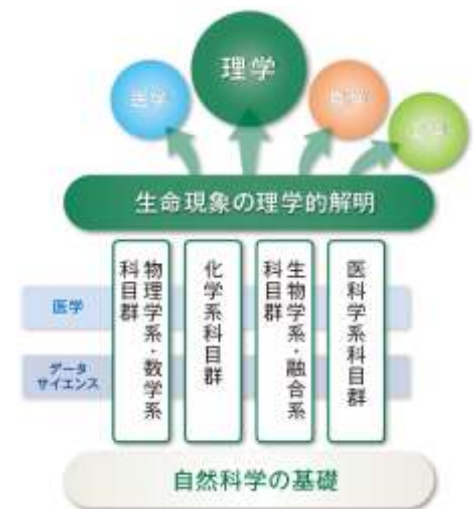 理学
医学
生命現象の理学的解明
物理学系・数学系
科目群
化学系科目群
生物学系・融合系
科目群
医科学系科目群
医学
データ
サイエンス
自然科学の基礎